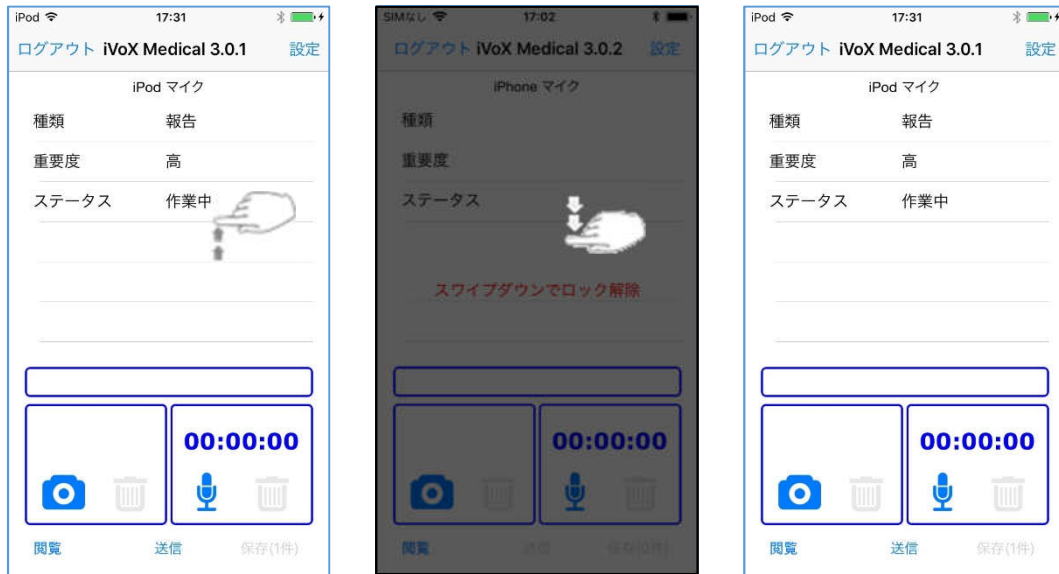 iPod 17:31
ログアウト iVoX Medical 3.0.1 設定
iPod マイク
種類 報告
重要度 高
ステータス 作業中
00:00:00
閲覧 送信 保存(1件)
SIMなし 17:02
ログアウト iVoX Medical 3.0.2 設定
iPhone マイク
種類
重要度
ステータス
スワイプダウンでロック解除
00:00:00
閲覧 送信 保存(0件)
iPod 17:31
ログアウト iVoX Medical 3.0.1 設定
iPod マイク
種類 報告
重要度 高
ステータス 作業中
00:00:00
閲覧 送信 保存(1件)